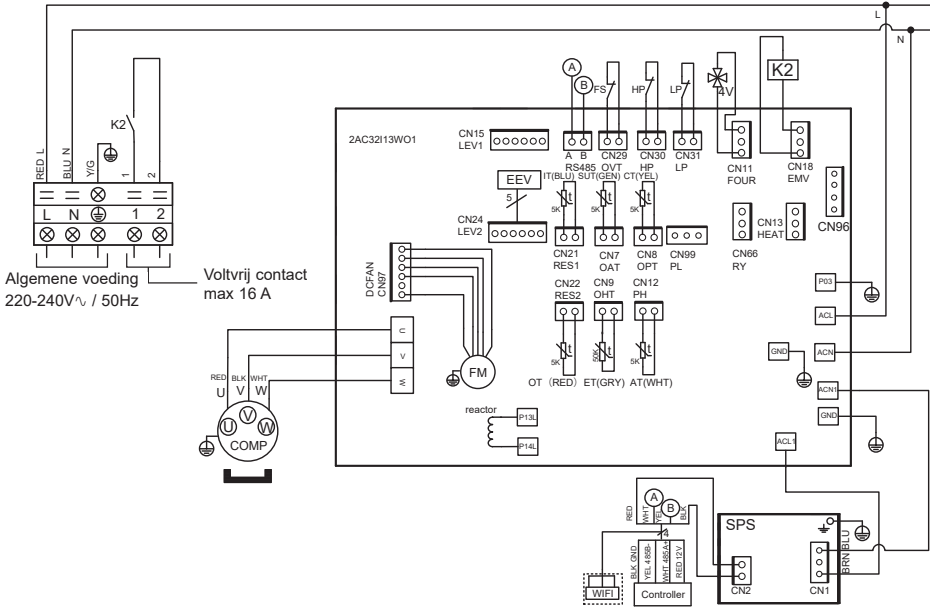 L
N
K2
4V
A
B
FS
HP
LP
2AC32I13WO1
CN15
LEV1
A B
RS485
CN29
OVT
CN30
HP
CN31
LP
CN11
FOUR
CN18
EMV
K2
RED L
BLU N
Y/G
1
2
L N 1 2
Algemene voeding
220-240V∿ / 50Hz
Voltvrij contact
max 16 A
EEV
5
CN24
LEV2
IT(BLU) SUT(GEN) CT(YEL)
5K t
5K t
5K t
CN21
RES1
CN7
OAT
CN8
OPT
CN99
PL
CN66
RY
CN13
HEAT
CN96
DCFAN
CN97
CN22
RES2
CN9
OHT
CN12
PH
5K t
50K t
5K t
OT (RED) ET(GRY) AT(WHT)
P03
ACL
GND
ACN
ACN1
GND
ACL1
U
V
W
FM
RED BLK WHT
U V W
U V W
COMP
reactor
P13L
P14L
RED
WHT
YEL
BLK
A
B
4
BLK GND
YEL 485B-
WHT 485A+
RED 12V
WIFI
Controller
SPS
CN2
CN1
BRN BLU